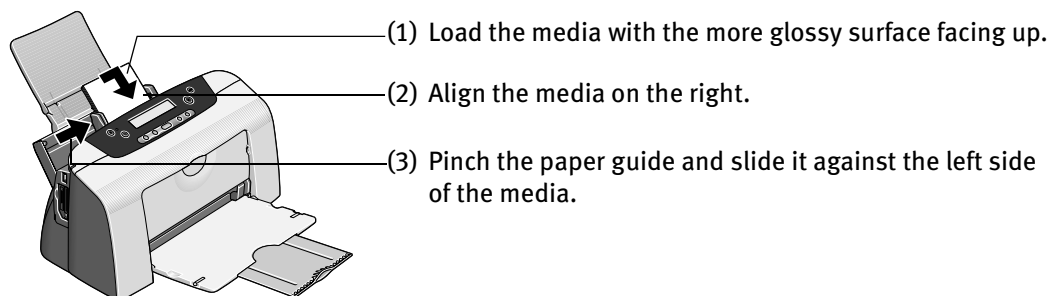 (1) Load the media with the more glossy surface facing up.
(2) Align the media on the right.
(3) Pinch the paper guide and slide it against the left side
of the media.